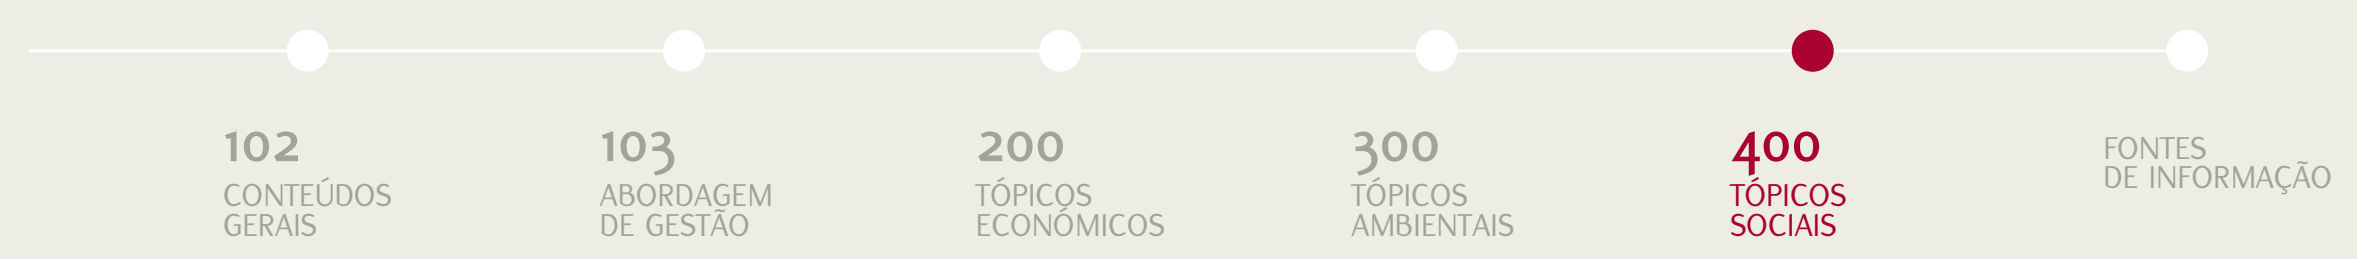 102
CONTEÚDOS
GERAIS
103
ABORDAGEM
DE GESTÃO
200
TÓPICOS
ECONÓMICOS
300
TÓPICOS
AMBIENTAIS
400
TÓPICOS
SOCIAIS
FONTES
DE INFORMAÇÃO